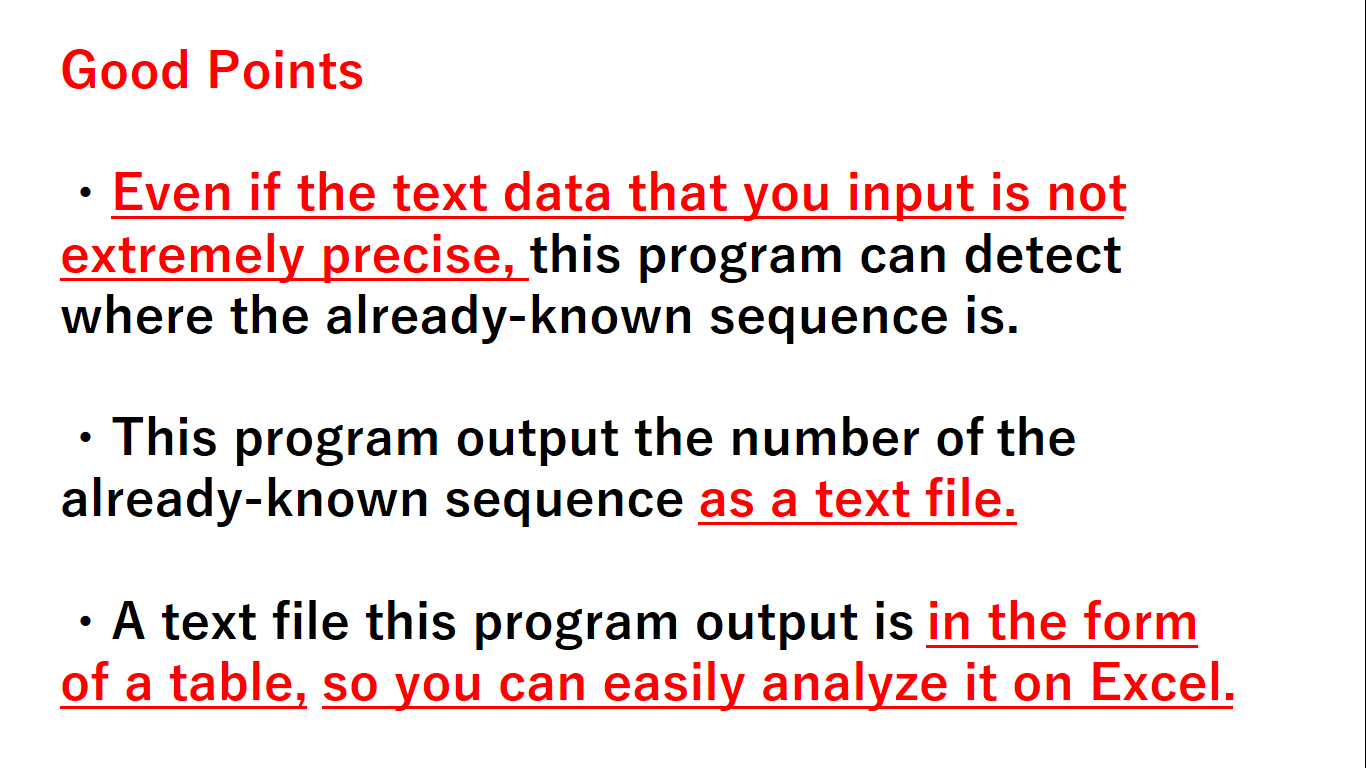 Good Points
・Even if the text data that you input is not
extremely precise, this program can detect
where the already-known sequence is.
・This program output the number of the
already-known sequence as a text file.
・A text file this program output is in the form
of a table, so you can easily analyze it on Excel.